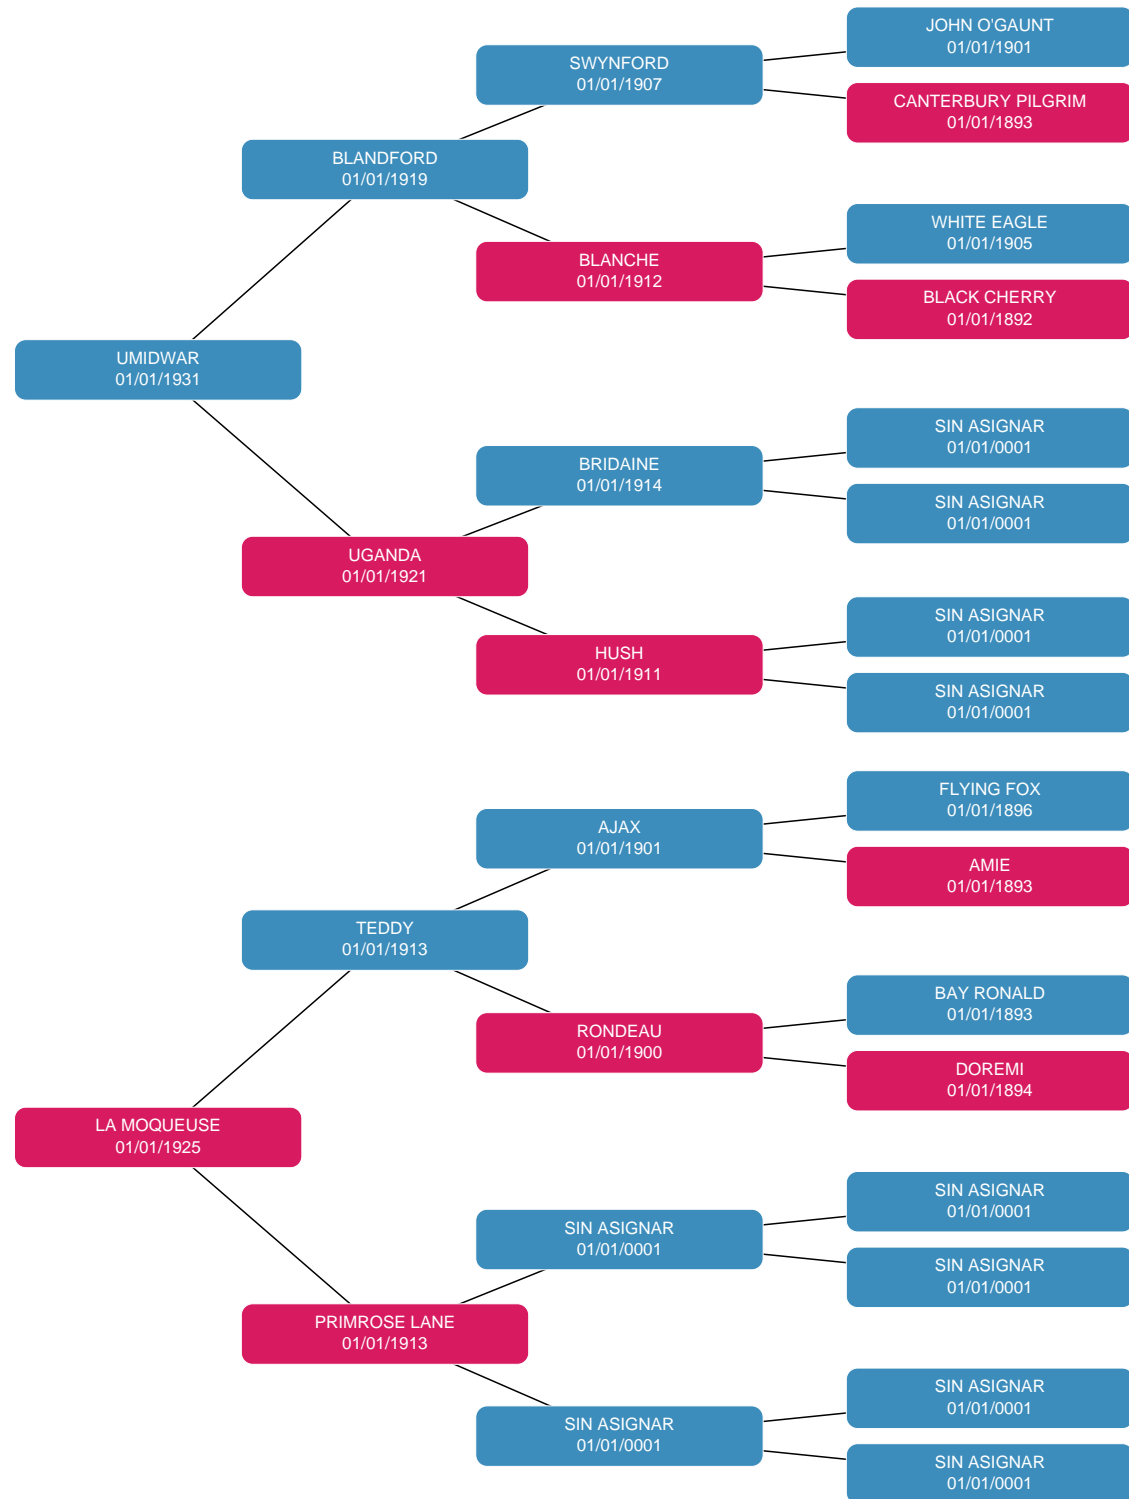 JOHN O'GAUNT
01/01/1901
SWYNFORD
01/01/1907
CANTERBURY PILGRIM
01/01/1893
BLANDFORD
01/01/1919
WHITE EAGLE
01/01/1905
BLANCHE
01/01/1912
BLACK CHERRY
01/01/1892
UMIDWAR
01/01/1931
SIN ASIGNAR
01/01/0001
BRIDAINE
01/01/1914
SIN ASIGNAR
01/01/0001
UGANDA
01/01/1921
SIN ASIGNAR
01/01/0001
HUSH
01/01/1911
SIN ASIGNAR
01/01/0001
FLYING FOX
01/01/1896
AJAX
01/01/1901
AMIE
01/01/1893
TEDDY
01/01/1913
BAY RONALD
01/01/1893
RONDEAU
01/01/1900
DOREMI
01/01/1894
LA MOQUEUSE
01/01/1925
SIN ASIGNAR
01/01/0001
SIN ASIGNAR
01/01/0001
SIN ASIGNAR
01/01/0001
PRIMROSE LANE
01/01/1913
SIN ASIGNAR
01/01/0001
SIN ASIGNAR
01/01/0001
SIN ASIGNAR
01/01/0001